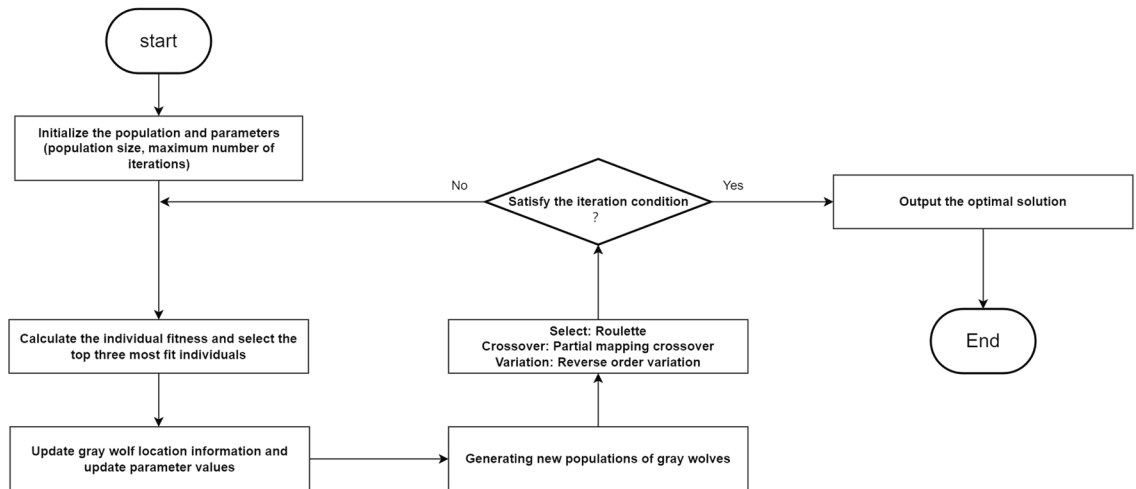 start
Initialize the population and parameters
(population size, maximum number of
iterations)
No
Satisfy the iteration condition
?
Yes
Output the optimal solution
Calculate the individual fitness and select the
top three most fit individuals
Select: Roulette
Crossover: Partial mapping crossover
Variation: Reverse order variation
End
Update gray wolf location information and
update parameter values
Generating new populations of gray wolves